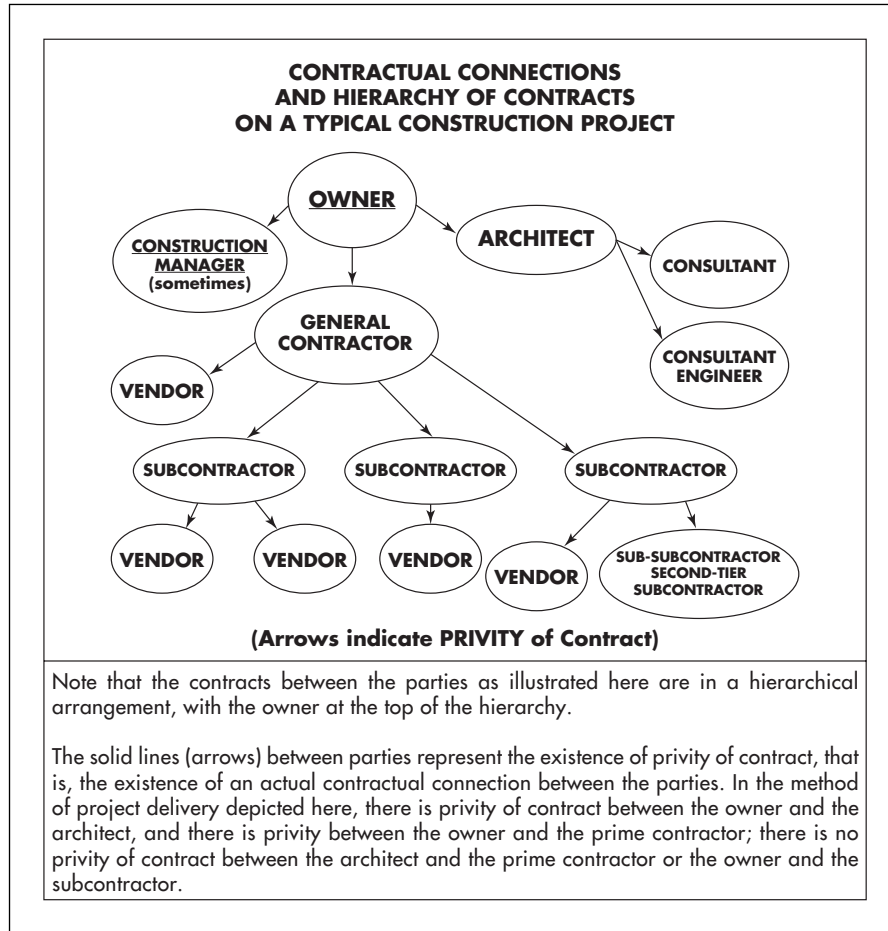 CONTRACTUAL CONNECTIONS
AND HIERARCHY OF CONTRACTS
ON A TYPICAL CONSTRUCTION PROJECT
OWNER
CONSTRUCTION
MANAGER
(sometimes)
ARCHITECT
CONSULTANT
GENERAL
CONTRACTOR
CONSULTANT
ENGINEER
VENDOR
SUBCONTRACTOR
SUBCONTRACTOR
SUBCONTRACTOR
VENDOR
VENDOR
VENDOR
VENDOR
SUB-SUBCONTRACTOR
SECOND-TIER
SUBCONTRACTOR
(Arrows indicate PRIVITY of Contract)
Note that the contracts between the parties as illustrated here are in a hierarchical
arrangement, with the owner at the top of the hierarchy.
The solid lines (arrows) between parties represent the existence of privity of contract, that
is, the existence of an actual contractual connection between the parties. In the method
of project delivery depicted here, there is privity of contract between the owner and the
architect, and there is privity between the owner and the prime contractor; there is no
privity of contract between the architect and the prime contractor or the owner and the
subcontractor.